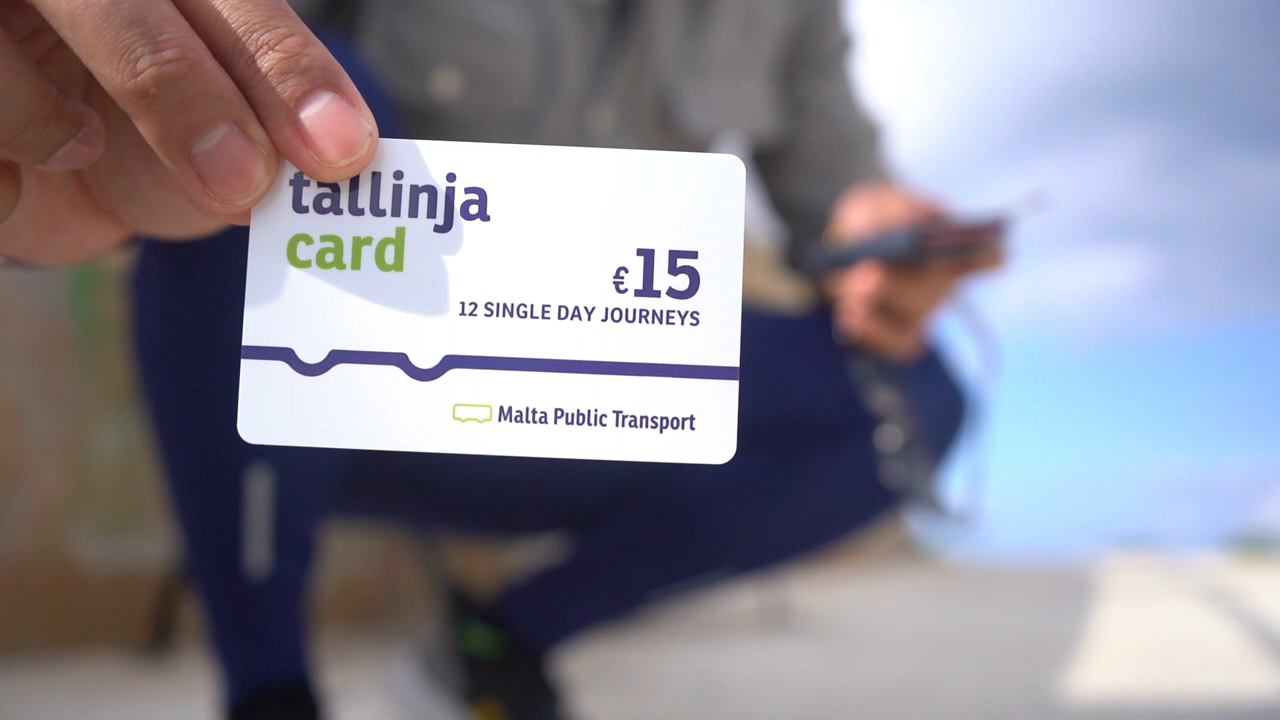 tallinja
card
€15
12 SINGLE DAY JOURNEYS
Malta Public Transport